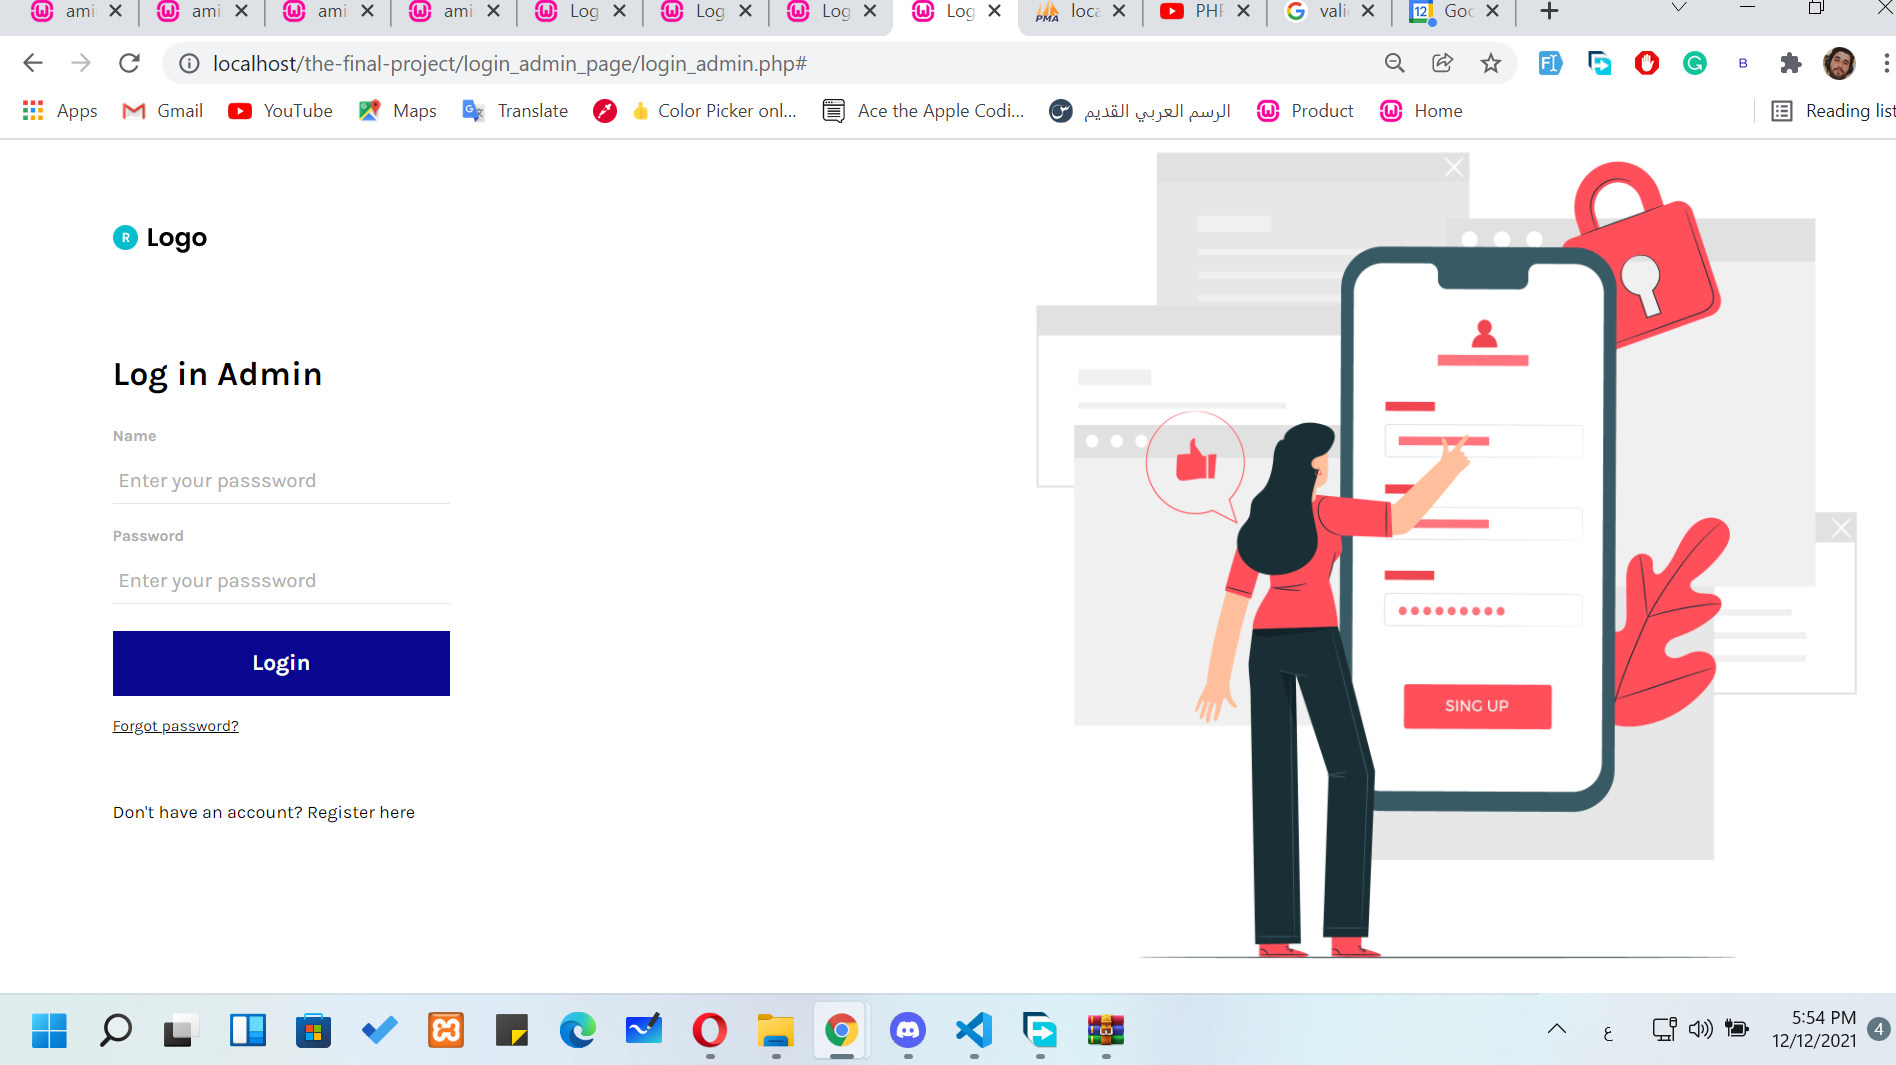 ami ami ami ami Log Log Log Log loca PHP vali Goo
localhost/the-final-project/login_admin_page/login_admin.php#
Apps Gmail YouTube Maps Translate Color Picker onl... Ace the Apple Codi... الرسم العربي القديم Product Home Reading list
R Logo
Log in Admin
Name
Enter your passsword
Password
Enter your passsword
Login
Forgot password?
Don't have an account? Register here
SING UP
ع
5:54 PM
12/12/2021
4